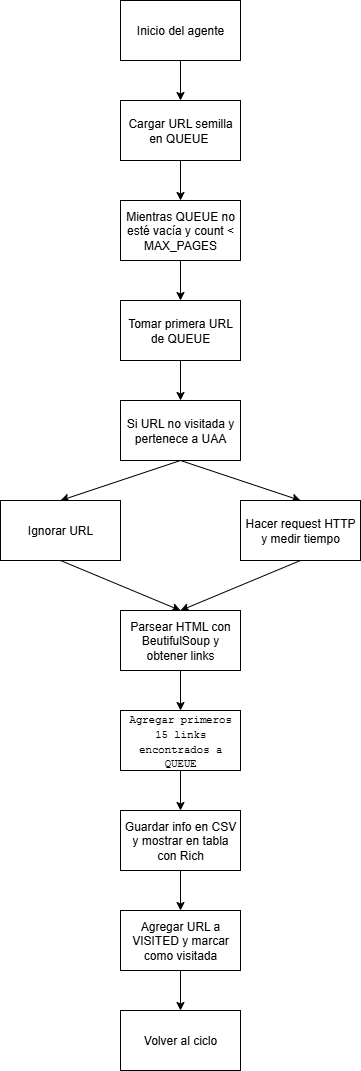 Inicio del agente
Cargar URL semilla
en QUEUE
Mientras QUEUE no
esté vacía y count <
MAX_PAGES
Tomar primera URL
de QUEUE
Si URL no visitada y
pertenece a UAA
Ignorar URL
Hacer request HTTP
y medir tiempo
Parsear HTML con
BeutifulSoup y
obtener links
Agregar primeros
15 links
encontrados a
QUEUE
Guardar info en CSV
y mostrar en tabla
con Rich
Agregar URL a
VISITED y marcar
como visitada
Volver al ciclo